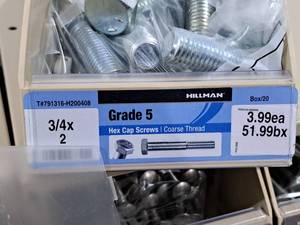 T#791316-H200408
HILLMAN
Box/20
3/4x
2
Grade 5
Hex Cap Screws | Coarse Thread
3.99ea
51.99bx